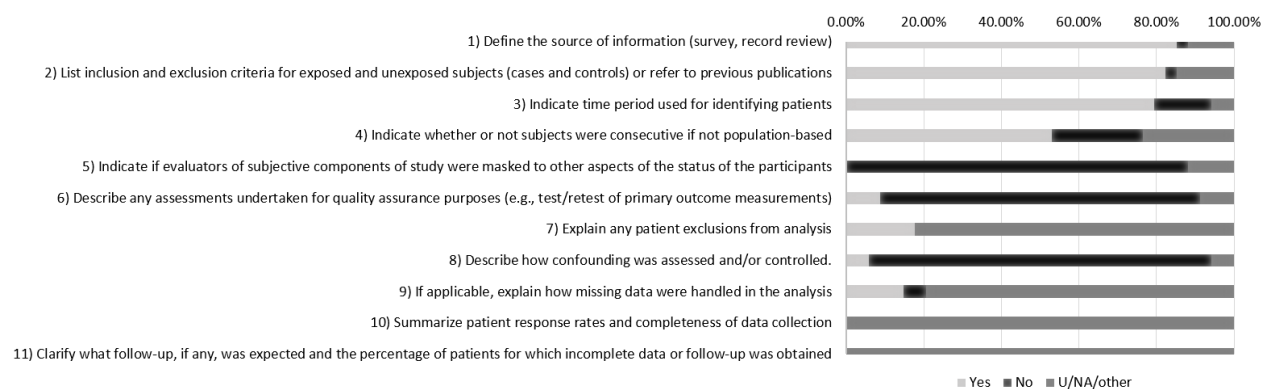 0.00% 20.00% 40.00% 60.00% 80.00% 100.00%
1) Define the source of information (survey, record review)
2) List inclusion and exclusion criteria for exposed and unexposed subjects (cases and controls) or refer to previous publications
3) Indicate time period used for identifying patients
4) Indicate whether or not subjects were consecutive if not population-based
5) Indicate if evaluators of subjective components of study were masked to other aspects of the status of the participants
6) Describe any assessments undertaken for quality assurance purposes (e.g., test/retest of primary outcome measurements)
7) Explain any patient exclusions from analysis
8) Describe how confounding was assessed and/or controlled.
9) If applicable, explain how missing data were handled in the analysis
10) Summarize patient response rates and completeness of data collection
11) Clarify what follow-up, if any, was expected and the percentage of patients for which incomplete data or follow-up was obtained
Yes No U/NA/other